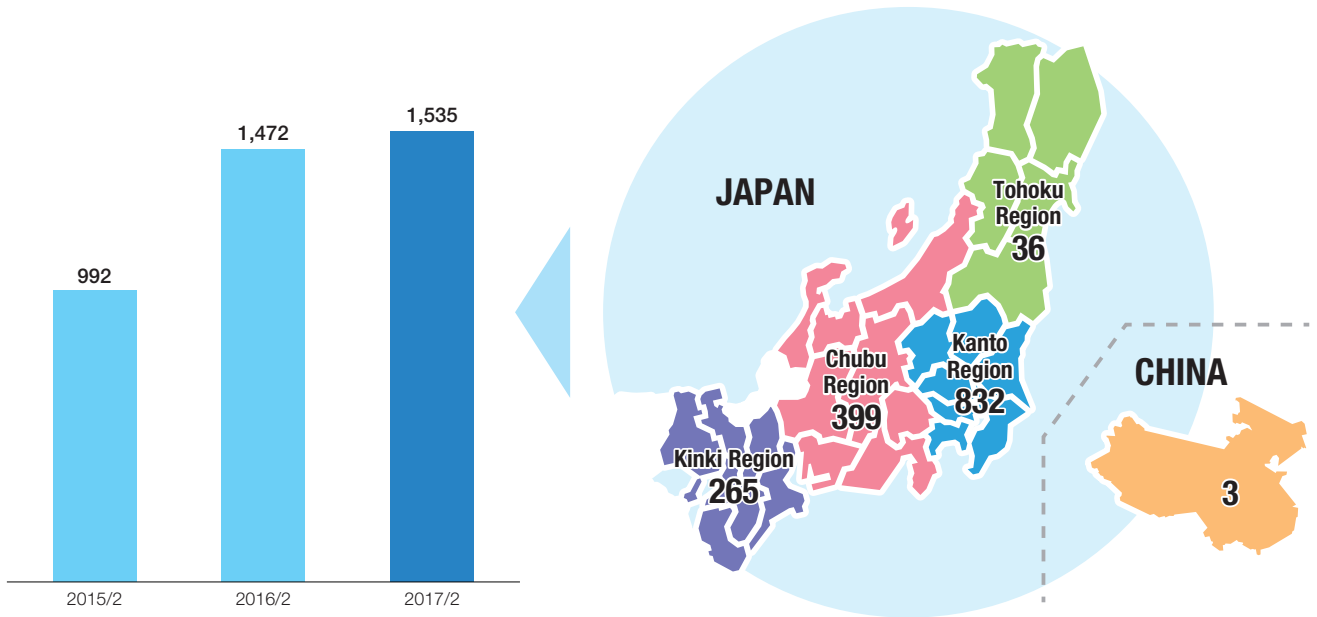 992
1,472
1,535
2015/2
2016/2
2017/2
JAPAN
Tohoku
Region
36
Kanto
Region
832
Chubu
Region
399
Kinki Region
265
CHINA
3